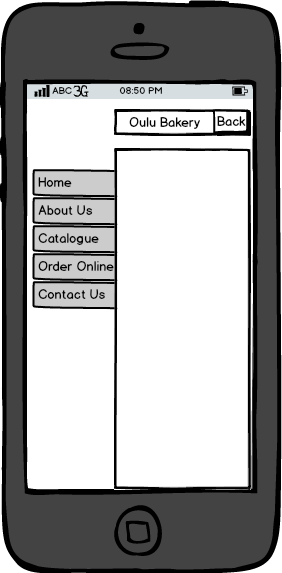 ABC 3G 08:50 PM
Oulu Bakery Back
Home
About Us
Catalogue
Order Online
Contact Us